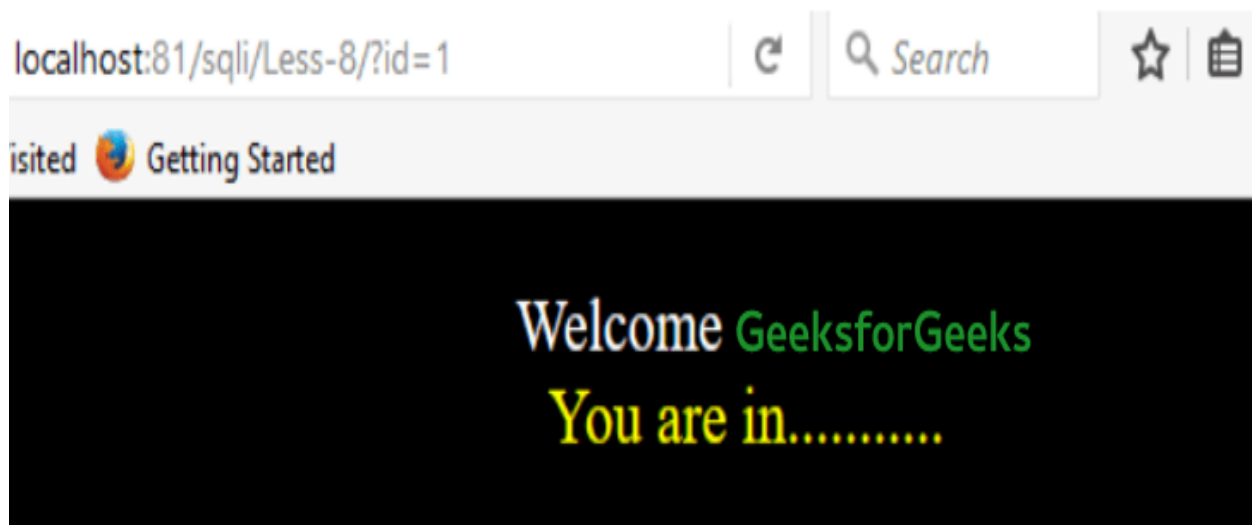 localhost:81/sqli/Less-8/?id=1 Search
isited Getting Started
Welcome GeeksforGeeks
You are in...........